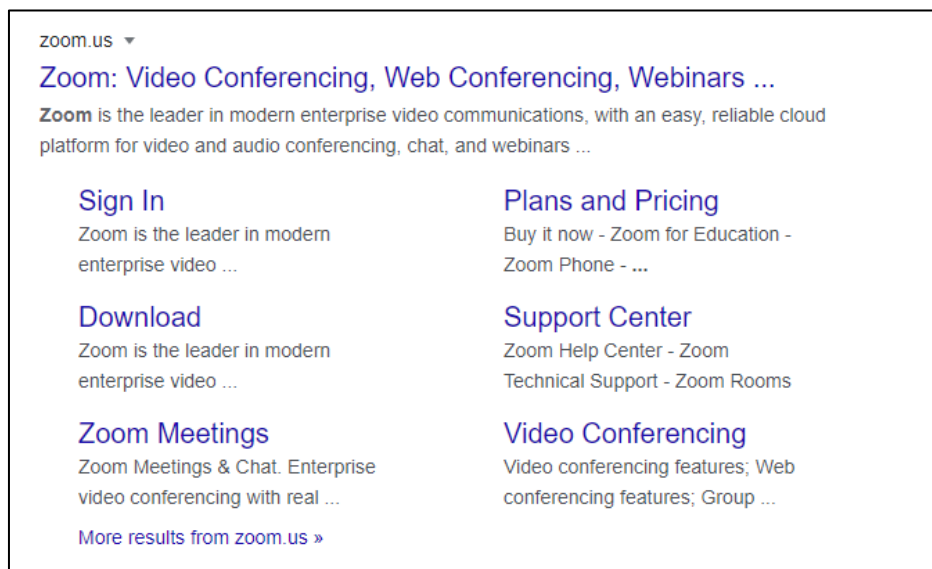 zoom.us
Zoom: Video Conferencing, Web Conferencing, Webinars ...
Zoom is the leader in modern enterprise video communications, with an easy, reliable cloud
platform for video and audio conferencing, chat, and webinars ...
Sign In
Zoom is the leader in modern
enterprise video ...
Plans and Pricing
Buy it now - Zoom for Education -
Zoom Phone - ...
Download
Zoom is the leader in modern
enterprise video ...
Support Center
Zoom Help Center - Zoom
Technical Support - Zoom Rooms
Zoom Meetings
Zoom Meetings & Chat. Enterprise
video conferencing with real ...
Video Conferencing
Video conferencing features; Web
conferencing features; Group ...
More results from zoom.us »